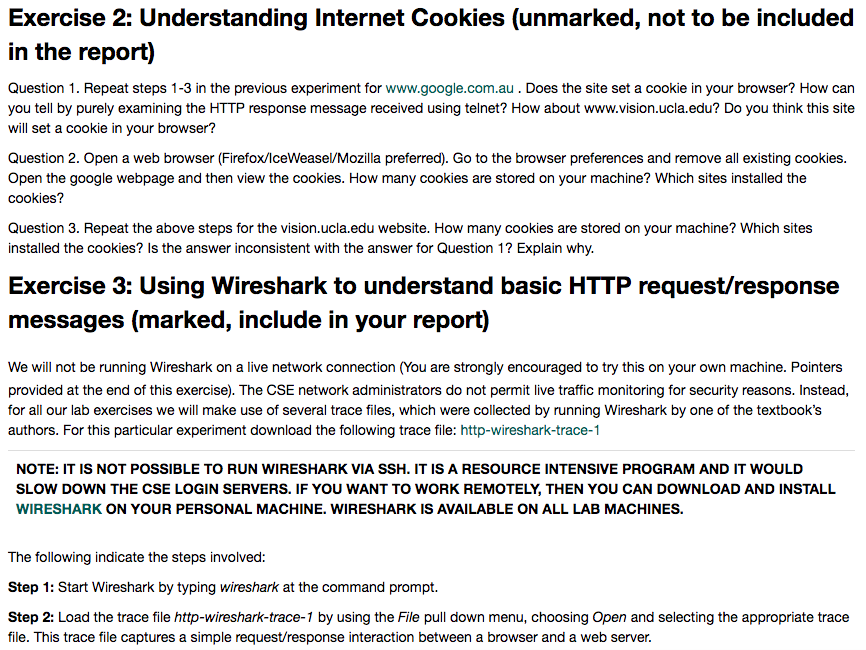 Exercise 2: Understanding Internet Cookies (unmarked, not to be included
in the report)
Question 1. Repeat steps 1-3 in the previous experiment for www.google.com.au . Does the site set a cookie in your browser? How can
you tell by purely examining the HTTP response message received using telnet? How about www.vision.ucla.edu? Do you think this site
will set a cookie in your browser?
Question 2. Open a web browser (Firefox/IceWeasel/Mozilla preferred). Go to the browser preferences and remove all existing cookies.
Open the google webpage and then view the cookies. How many cookies are stored on your machine? Which sites installed the
cookies?
Question 3. Repeat the above steps for the vision.ucla.edu website. How many cookies are stored on your machine? Which sites
installed the cookies? Is the answer inconsistent with the answer for Question 1? Explain why.
Exercise 3: Using Wireshark to understand basic HTTP request/response
messages (marked, include in your report)
We will not be running Wireshark on a live network connection (You are strongly encouraged to try this on your own machine. Pointers
provided at the end of this exercise). The CSE network administrators do not permit live traffic monitoring for security reasons. Instead,
for all our lab exercises we will make use of several trace files, which were collected by running Wireshark by one of the textbook's
authors. For this particular experiment download the following trace file: http-wireshark-trace-1
NOTE: IT IS NOT POSSIBLE TO RUN WIRESHARK VIA SSH. IT IS A RESOURCE INTENSIVE PROGRAM AND IT WOULD
SLOW DOWN THE CSE LOGIN SERVERS. IF YOU WANT TO WORK REMOTELY, THEN YOU CAN DOWNLOAD AND INSTALL
WIRESHARK ON YOUR PERSONAL MACHINE. WIRESHARK IS AVAILABLE ON ALL LAB MACHINES.
The following indicate the steps involved:
Step 1: Start Wireshark by typing wireshark at the command prompt.
Step 2: Load the trace file http-wireshark-trace-1 by using the File pull down menu, choosing Open and selecting the appropriate trace
file. This trace file captures a simple request/response interaction between a browser and a web server.